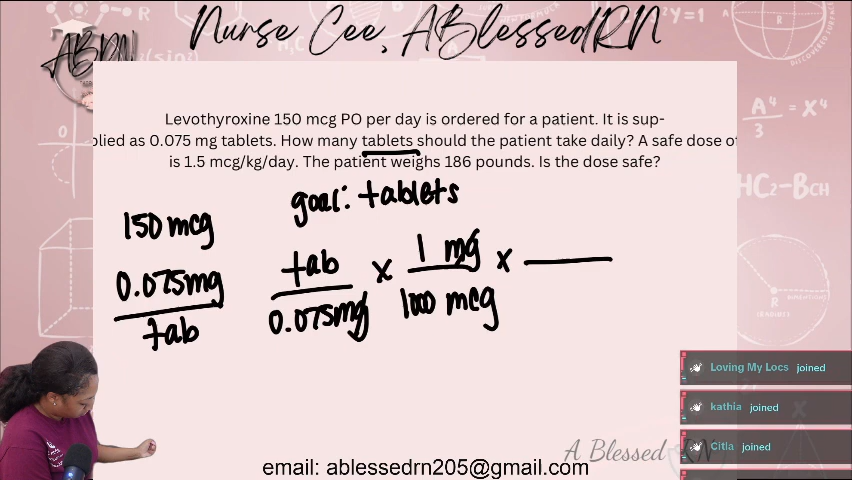 Nurse Cee, ABlessedRN
ABRN
Levothyroxine 150 mcg PO per day is ordered for a patient. It is sup-
plied as 0.075 mg tablets. How many tablets should the patient take daily? A safe dose of
is 1.5 mcg/kg/day. The patient weighs 186 pounds. Is the dose safe?
goal: tablets
150 mcg
0.075mg
tab
tab x 1 mg x
0.075mg 1000 mcg
Loving My Locs joined
kathia joined
Citla joined
A Blessed RN
email: ablessedrn205@gmail.com